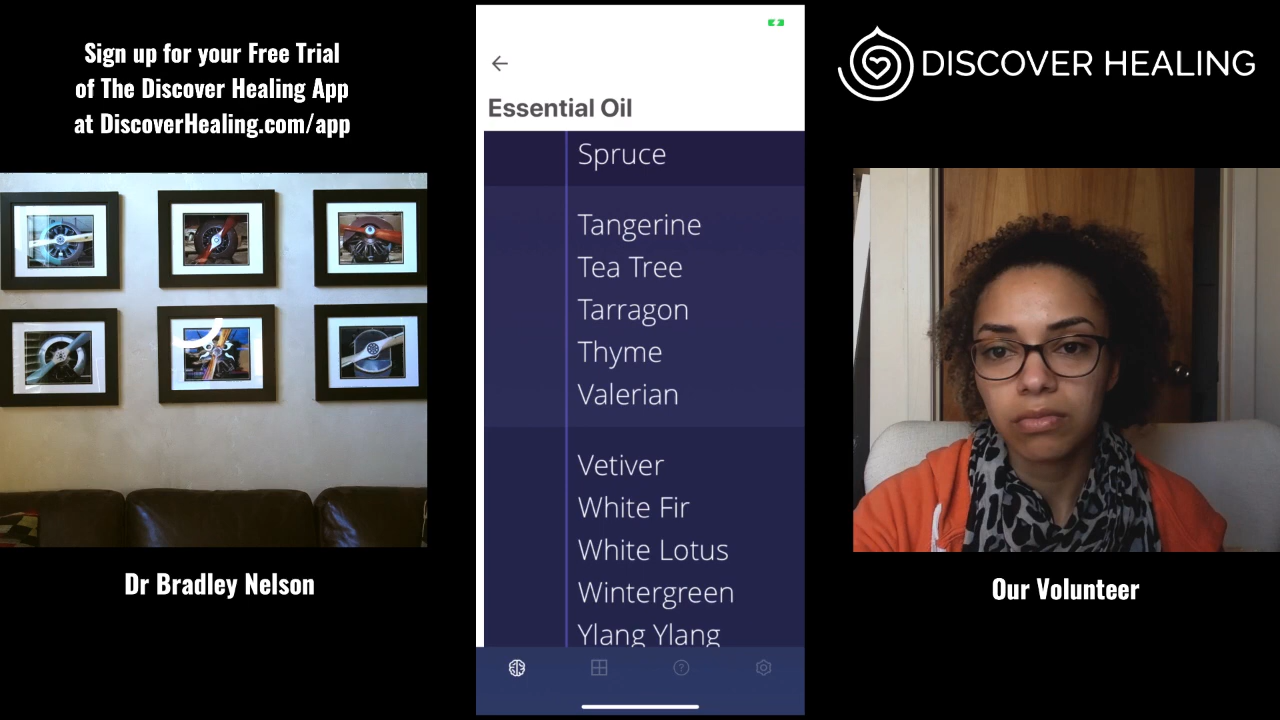 Sign up for your Free Trial
of The Discover Healing App
at DiscoverHealing.com/app
Dr Bradley Nelson
Essential Oil
Spruce
Tangerine
Tea Tree
Tarragon
Thyme
Valerian
Vetiver
White Fir
White Lotus
Wintergreen
Ylang Ylang
?
DISCOVER HEALING
Our Volunteer